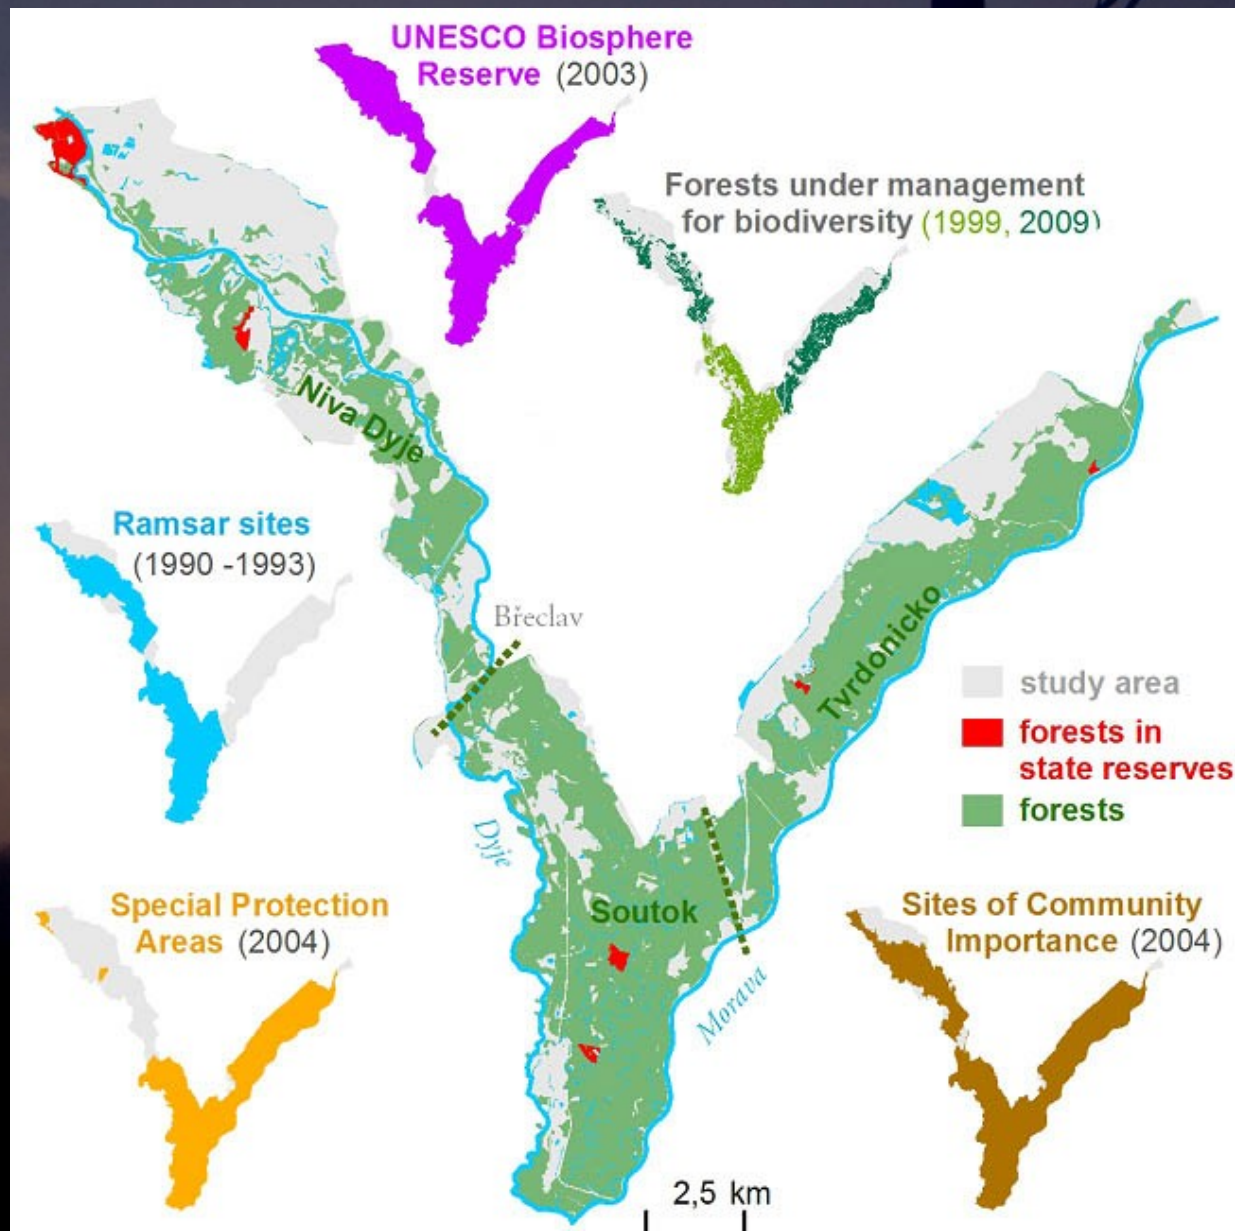 UNESCO Biosphere
Reserve (2003)
Forests under management
for biodiversity (1999, 2009)
Niva Dyje
Ramsar sites
(1990 -1993)
Břeclav
Tvrdonicko
study area
forests in
state reserves
forests
Dyje
Soutok
Morava
Special Protection
Areas (2004)
Sites of Community
Importance (2004)
2,5 km